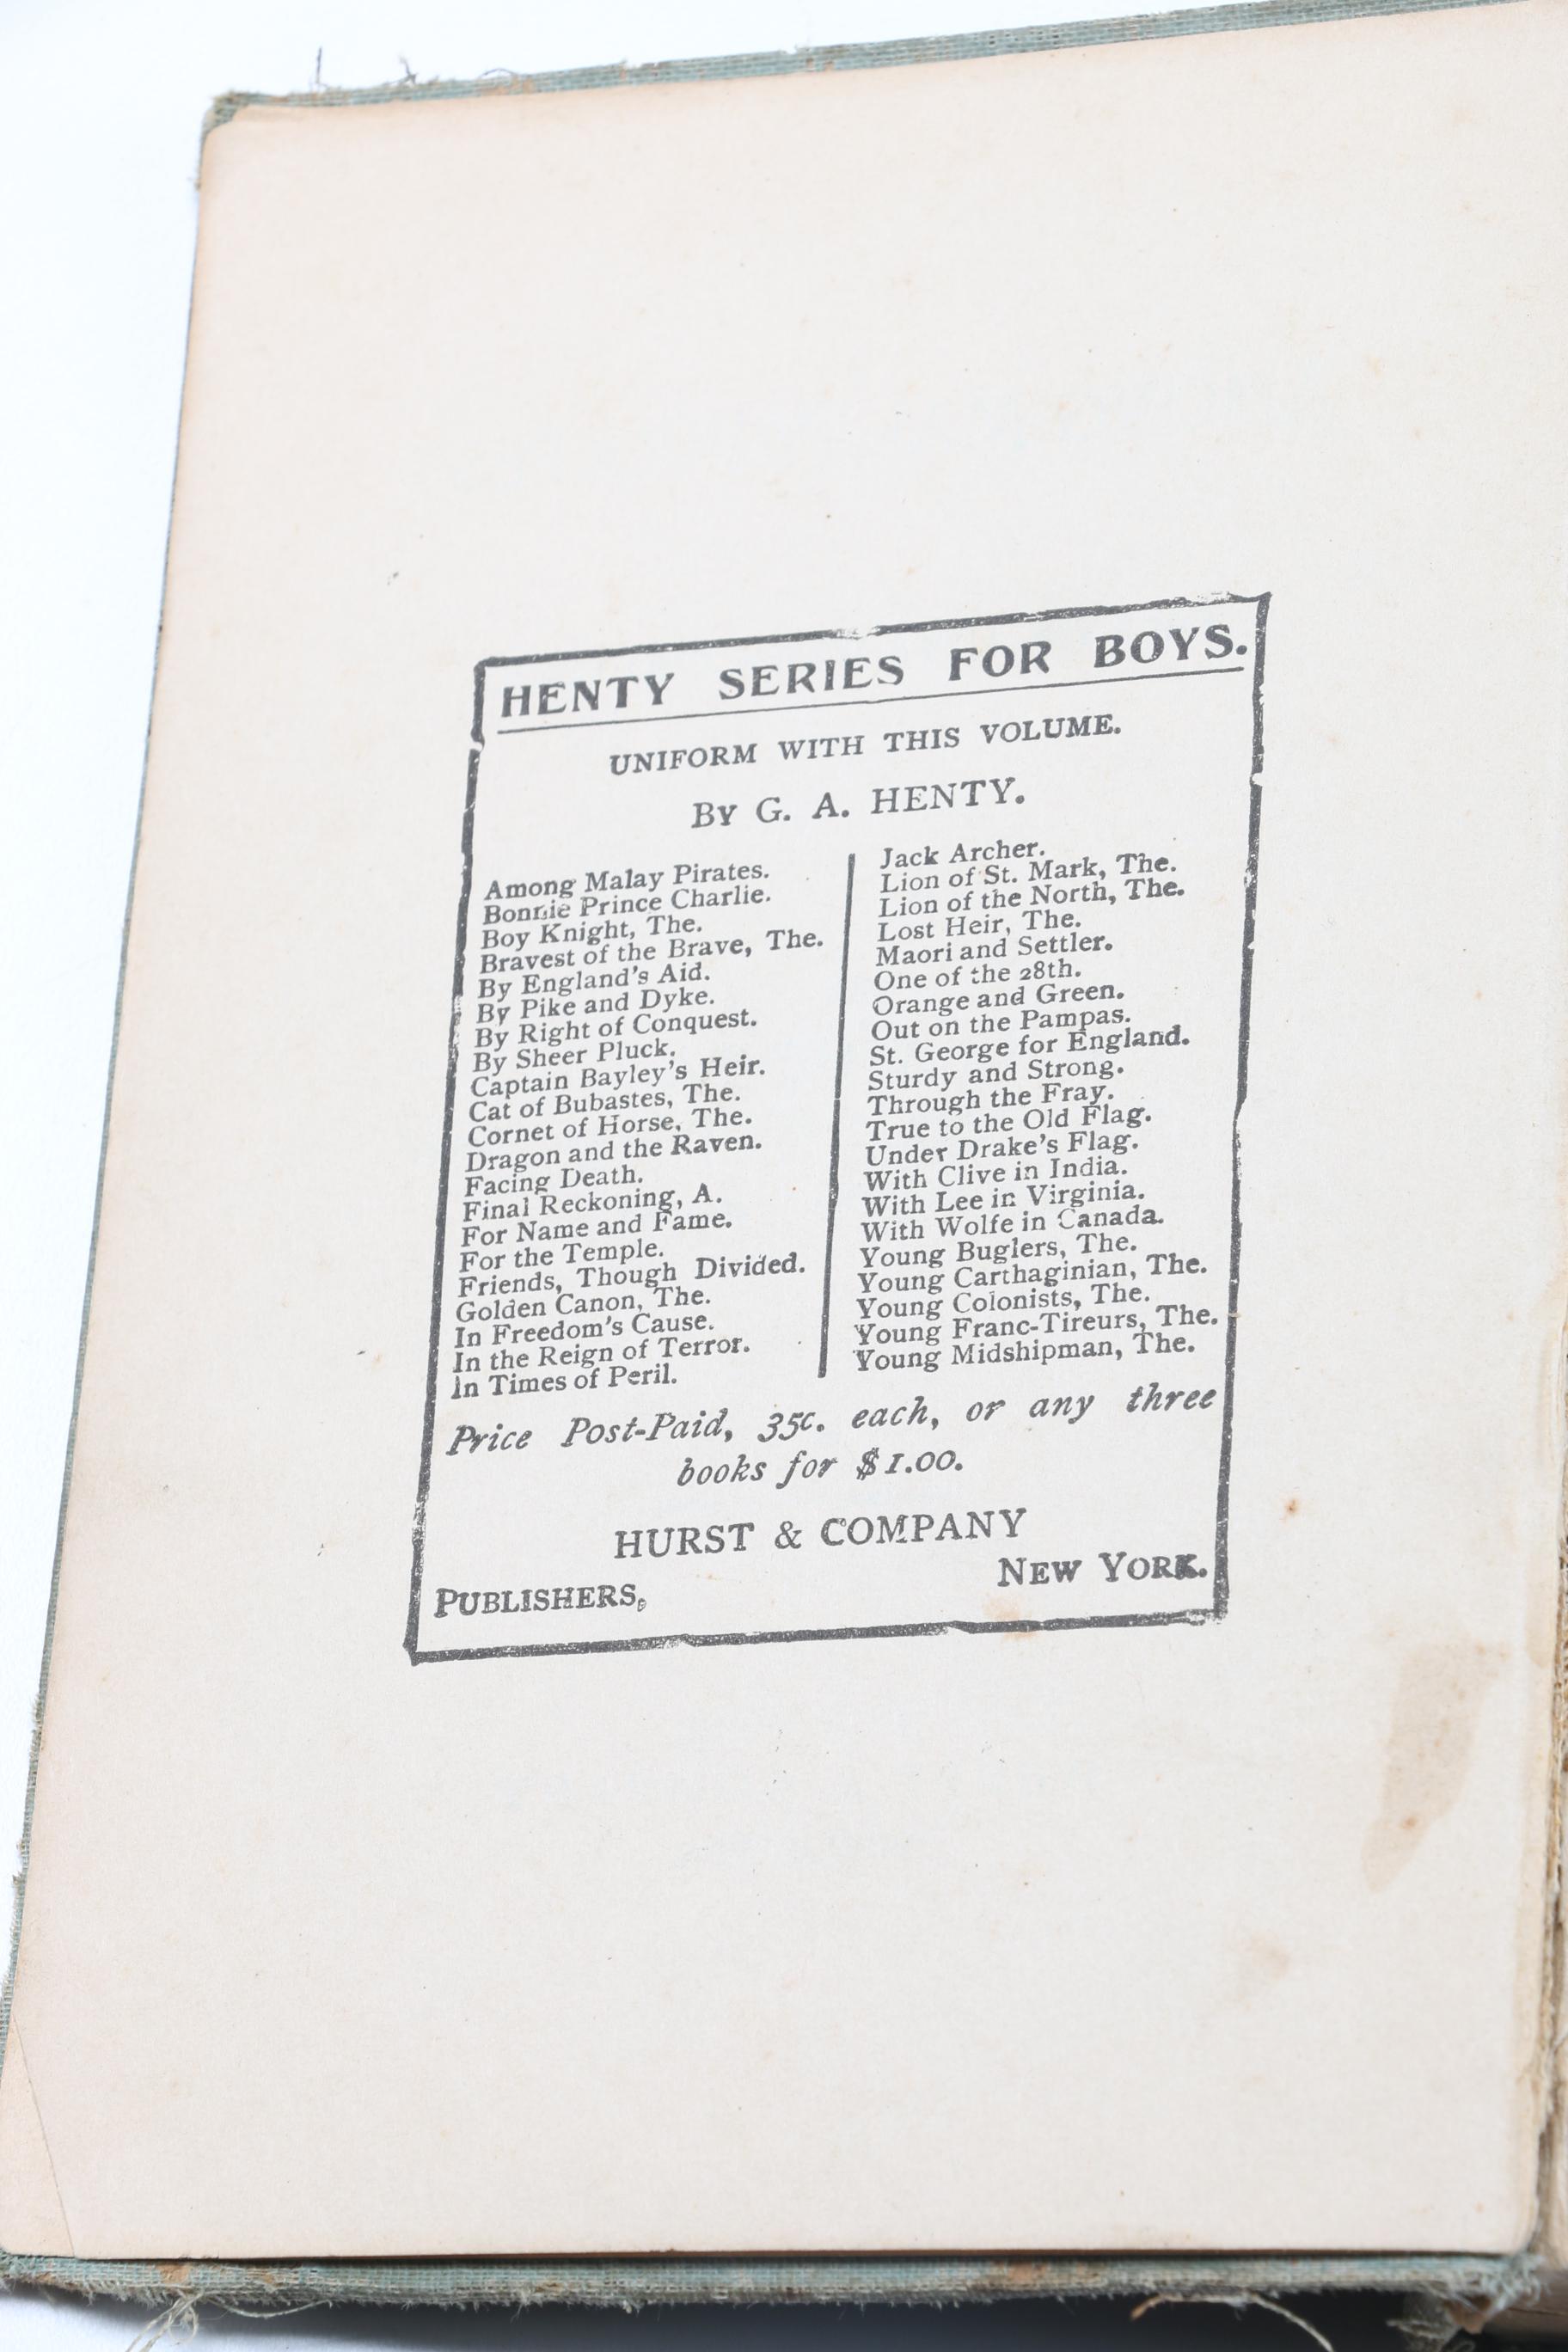 HENTY SERIES FOR BOYS.
UNIFORM WITH THIS VOLUME.
By G. A. HENTY.
Among Malay Pirates.
Bonnie Prince Charlie.
Boy Knight, The.
Bravest of the Brave, The.
By England's Aid.
By Pike and Dyke.
By Right of Conquest.
By Sheer Pluck.
Captain Bayley's Heir.
Cat of Bubastes, The.
Cornet of Horse, The.
Dragon and the Raven.
Facing Death.
Final Reckoning, A.
For Name and Fame.
For the Temple.
Friends, Though Divided.
Golden Canon, The.
In Freedom's Cause.
In the Reign of Terror.
In Times of Peril.
Jack Archer.
Lion of St. Mark, The.
Lion of the North, The.
Lost Heir, The.
Maori and Settler.
One of the 28th.
Orange and Green.
Out on the Pampas.
St. George for England.
Sturdy and Strong.
Through the Fray.
True to the Old Flag.
Under Drake's Flag.
With Clive in India.
With Lee in Virginia.
With Wolfe in Canada.
Young Buglers, The.
Young Carthaginian, The.
Young Colonists, The.
Young Franc-Tireurs, The.
Young Midshipman, The.
Price Post-Paid, 35c. each, or any three
books for $1.00.
HURST & COMPANY
PUBLISHERS, NEW YORK.